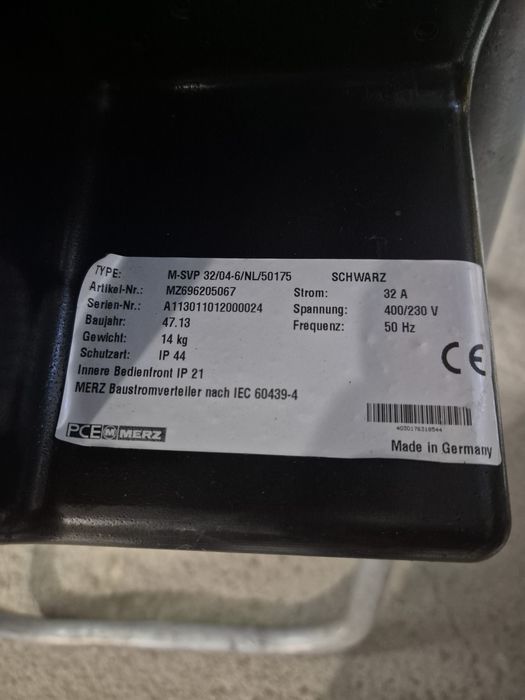 TYPE: M-SVP 32/04-6/NL/50175 SCHWARZ
Artikel-Nr.: MZ696205067 Strom: 32 A
Serien-Nr.: A113011012000024 Spannung: 400/230 V
Baujahr: 47.13 Frequenz: 50 Hz
Gewicht: 14 kg
Schutzart: IP 44
Innere Bedienfront IP 21
MERZ Baustromverteiler nach IEC 60439-4
CE
4030176318544
PCE M MERZ
Made in Germany